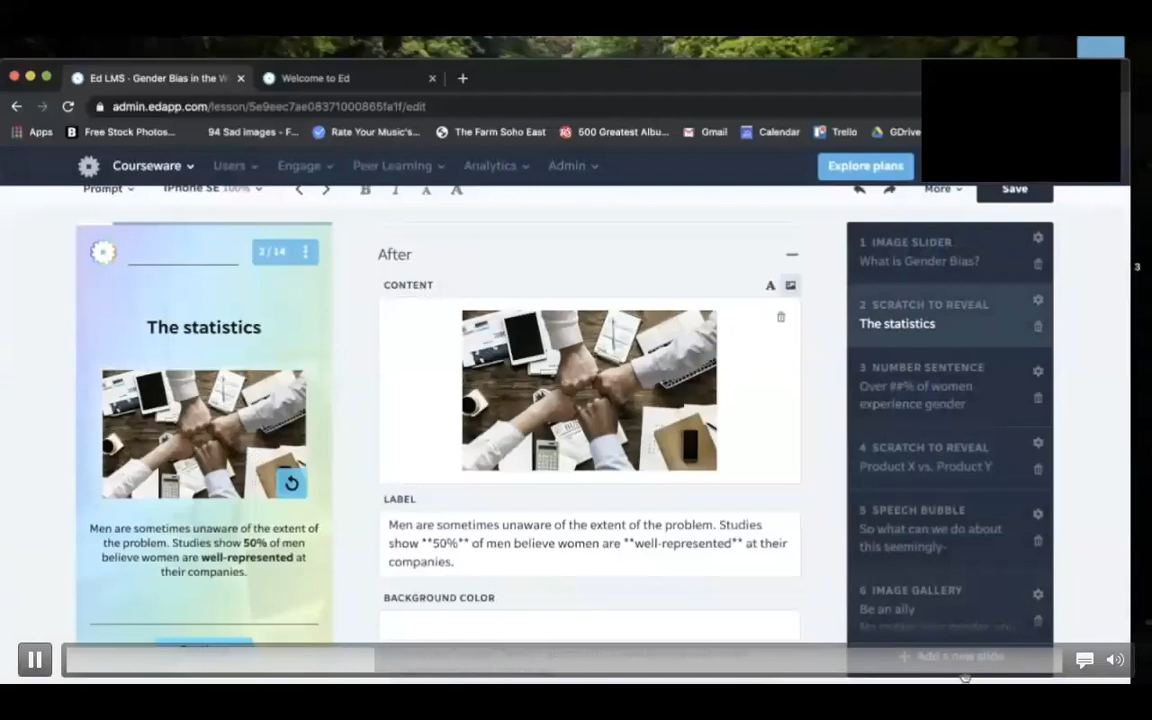 Ed LMS - Gender Bias in the W
Welcome to Ed
admin.edapp.com/lesson/5e9eec7ae08371000865fa1f/edit
Apps
Free Stock Photos...
94 Sad images - F...
Rate Your Music's...
The Farm Soho East
500 Greatest Albu...
Gmail
Calendar
Trello
GDrive
Courseware
Users
Engage
Peer Learning
Analytics
Admin
Explore plans
Prompt
iPhone SE 100%
B I A A
More
Save
2 / 14
The statistics
Men are sometimes unaware of the extent of
the problem. Studies show 50% of men
believe women are well-represented at
their companies.
After
CONTENT
A
LABEL
Men are sometimes unaware of the extent of the problem. Studies
show **50%** of men believe women are **well-represented** at their
companies.
BACKGROUND COLOR
1 IMAGE SLIDER
What is Gender Bias?
2 SCRATCH TO REVEAL
The statistics
3 NUMBER SENTENCE
Over ##% of women
experience gender
4 SCRATCH TO REVEAL
Product X vs. Product Y
5 SPEECH BUBBLE
So what can we do about
this seemingly-
6 IMAGE GALLERY
Be an ally
+ Add a new slide
3